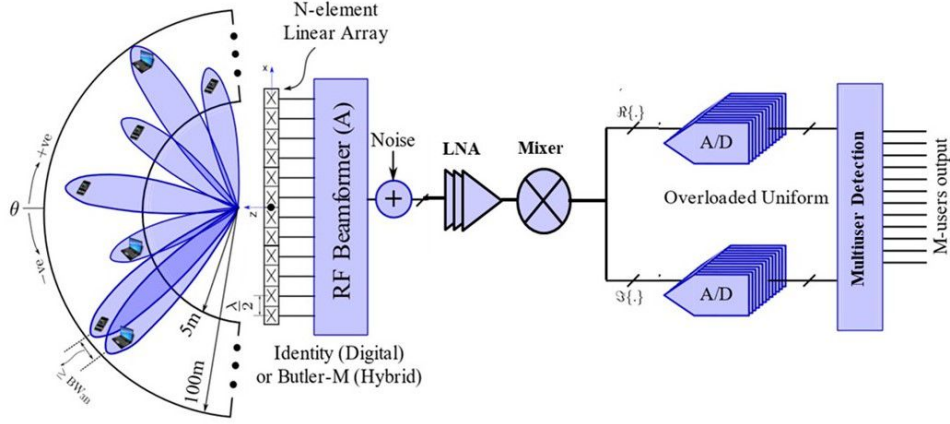 N-element
Linear Array
+ve
θ
−ve
≥ BW3B
5m
100m
x
z
λ/2
RF Beamformer (A)
Identity (Digital)
or Butler-M (Hybrid)
Noise
+
LNA
Mixer
ℜ{.}
ℑ{.}
A/D
Overloaded Uniform
A/D
Multiuser Detection
M-users output